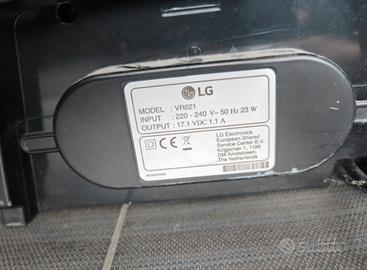 LG
MODEL : VR621
INPUT : 220 - 240 V~ 50 Hz 23 W
OUTPUT : 17.1 VDC 1.1 A
CE
LG Electronics
European Shared
Service Center B.V.
Krijgsman 1, 1186
DM Amstelveen,
The Netherlands
subito